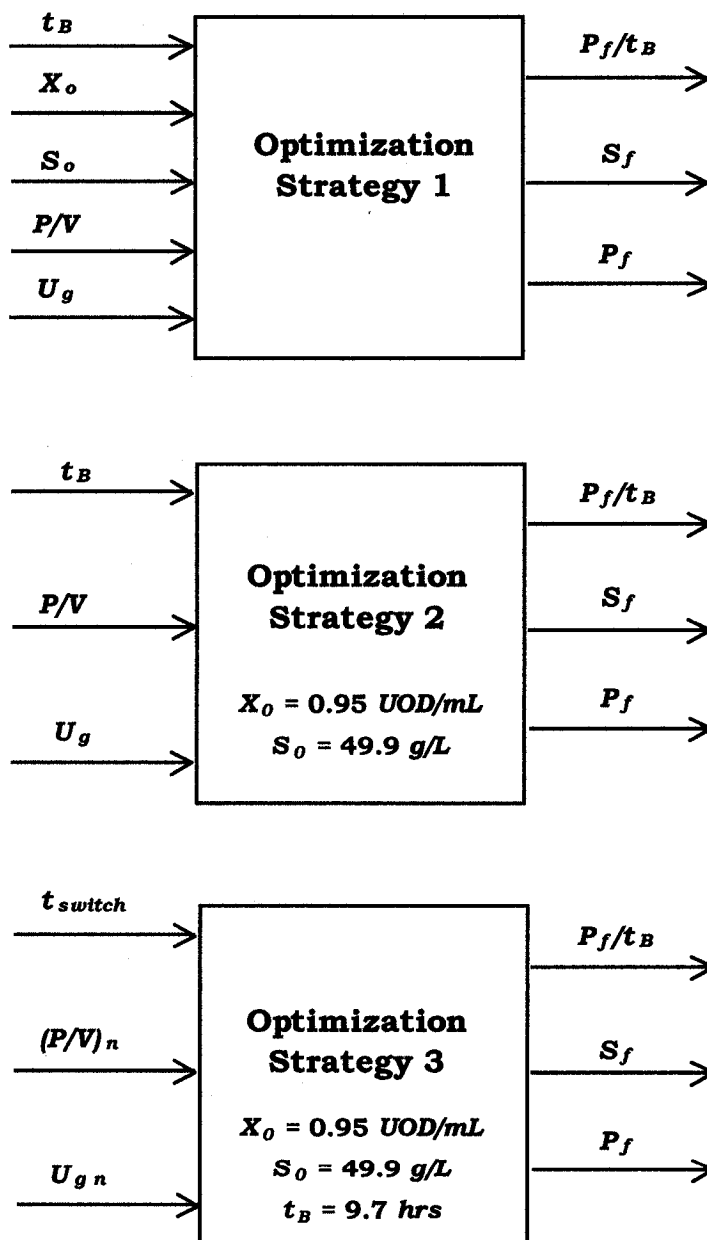 t_B
X_o
S_o
P/V
U_g
Optimization
Strategy 1
P_f/t_B
S_f
P_f
t_B
P/V
U_g
Optimization
Strategy 2
X_0 = 0.95 UOD/mL
S_0 = 49.9 g/L
P_f/t_B
S_f
P_f
t_switch
(P/V)_n
U_g n
Optimization
Strategy 3
X_0 = 0.95 UOD/mL
S_0 = 49.9 g/L
t_B = 9.7 hrs
P_f/t_B
S_f
P_f